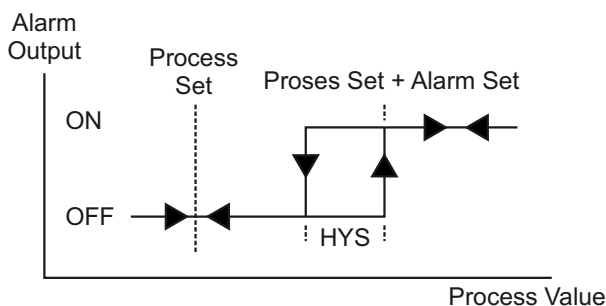 Alarm
Output
Process
Set
Proses Set + Alarm Set
ON
OFF
HYS
Process Value